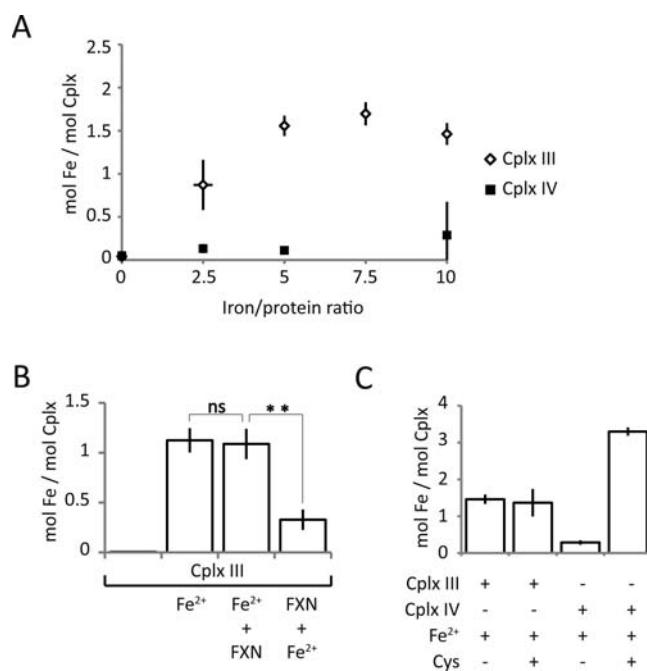 A
mol Fe / mol Cplx
2.5
2
1.5
1
0.5
0
0 2.5 5 7.5 10
Iron/protein ratio
Cplx III
Cplx IV
B
mol Fe / mol Cplx
1.5
1
0.5
0
ns
**
Cplx III
Fe²⁺ Fe²⁺ FXN
+ +
FXN Fe²⁺
C
mol Fe / mol Cplx
4
3
2
1
0
Cplx III + + - -
Cplx IV - - + +
Fe²⁺ + + + +
Cys - + - +